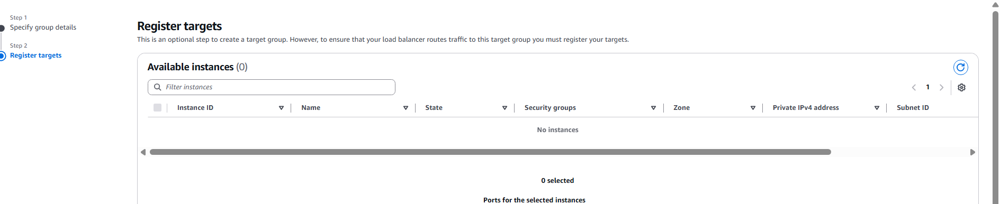 Step 1
Specify group details
Step 2
Register targets
Register targets
This is an optional step to create a target group. However, to ensure that your load balancer routes traffic to this target group you must register your targets.
Available instances (0)
Filter instances
1
Instance ID Name State Security groups Zone Private IPv4 address Subnet ID
No instances
0 selected
Ports for the selected instances